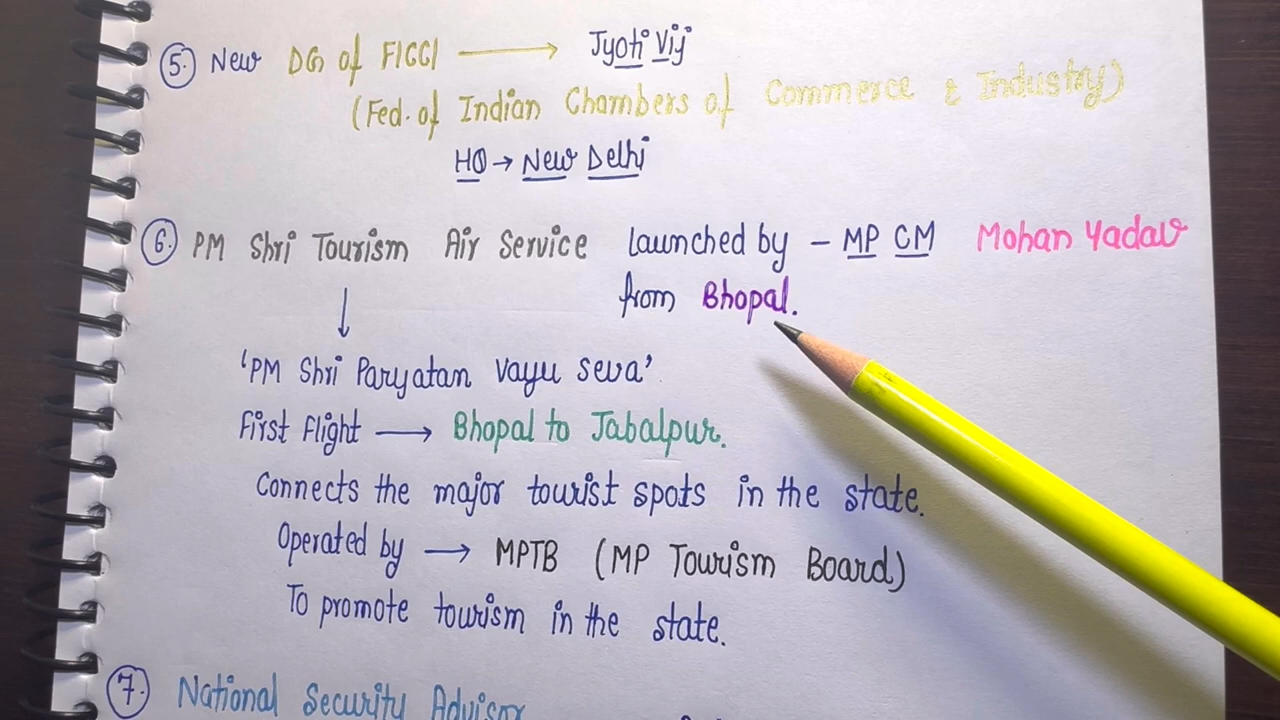 5. New DG of FICCI → Jyoti Vij
(Fed. of Indian Chambers of Commerce & Industry)
HQ → New Delhi
6. PM Shri Tourism Air Service launched by - MP CM Mohan Yadav
from Bhopal.
↓
'PM Shri Paryatan Vayu Seva'
First Flight → Bhopal to Jabalpur.
Connects the major tourist spots in the state.
Operated by → MPTB (MP Tourism Board)
To promote tourism in the state.
7. National Security Advisor